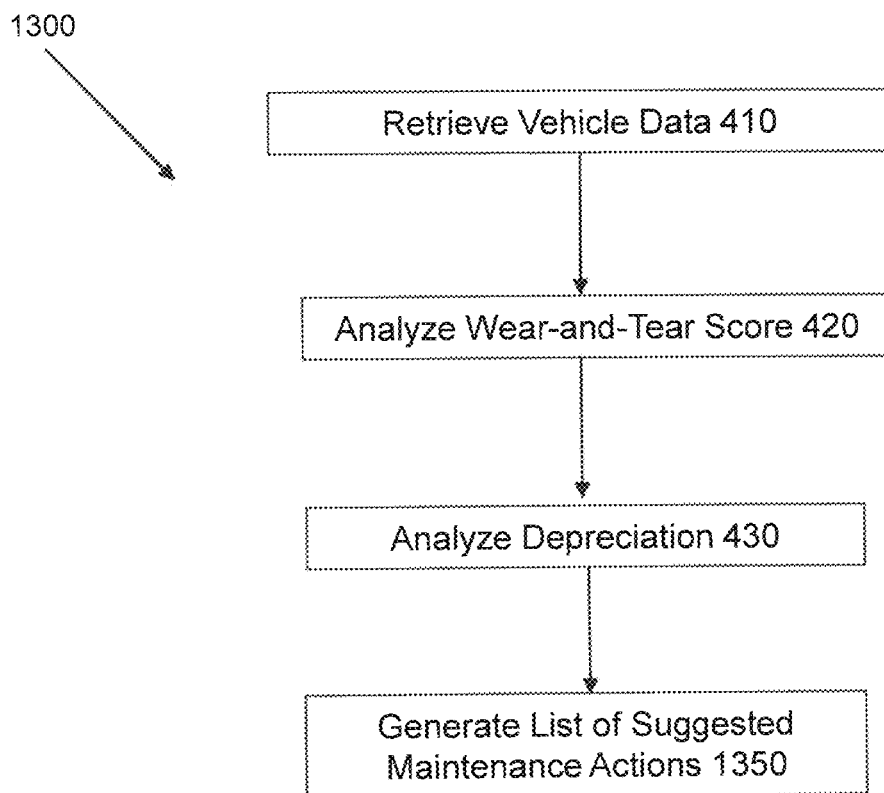 1300
Retrieve Vehicle Data 410
Analyze Wear-and-Tear Score 420
Analyze Depreciation 430
Generate List of Suggested
Maintenance Actions 1350